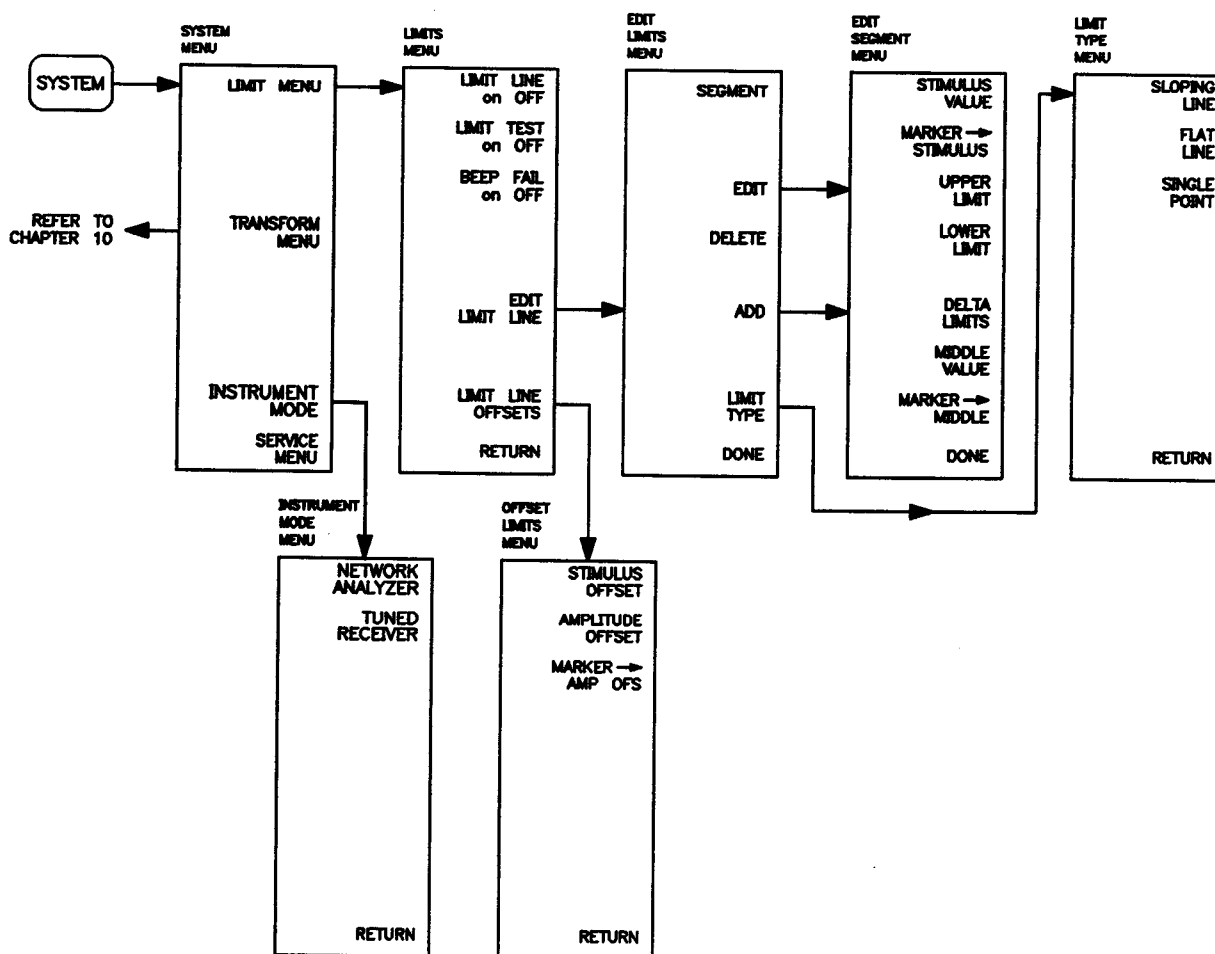 SYSTEM
SYSTEM
MENU
LIMIT MENU
TRANSFORM
MENU
REFER TO
CHAPTER 10
INSTRUMENT
MODE
SERVICE
MENU
LIMITS
MENU
LIMIT LINE
on OFF
LIMIT TEST
on OFF
BEEP FAIL
on OFF
EDIT
LIMIT LINE
LIMIT LINE
OFFSETS
RETURN
EDIT
LIMITS
MENU
SEGMENT
EDIT
DELETE
ADD
LIMIT
TYPE
DONE
EDIT
SEGMENT
MENU
STIMULUS
VALUE
MARKER →
STIMULUS
UPPER
LIMIT
LOWER
LIMIT
DELTA
LIMITS
MIDDLE
VALUE
MARKER →
MIDDLE
DONE
LIMIT
TYPE
MENU
SLOPING
LINE
FLAT
LINE
SINGLE
POINT
RETURN
INSTRUMENT
MODE
MENU
NETWORK
ANALYZER
TUNED
RECEIVER
RETURN
OFFSET
LIMITS
MENU
STIMULUS
OFFSET
AMPLITUDE
OFFSET
MARKER →
AMP OFS
RETURN